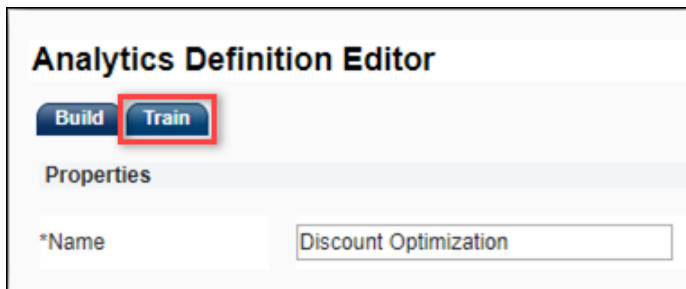 Analytics Definition Editor
Build Train
Properties
*Name Discount Optimization